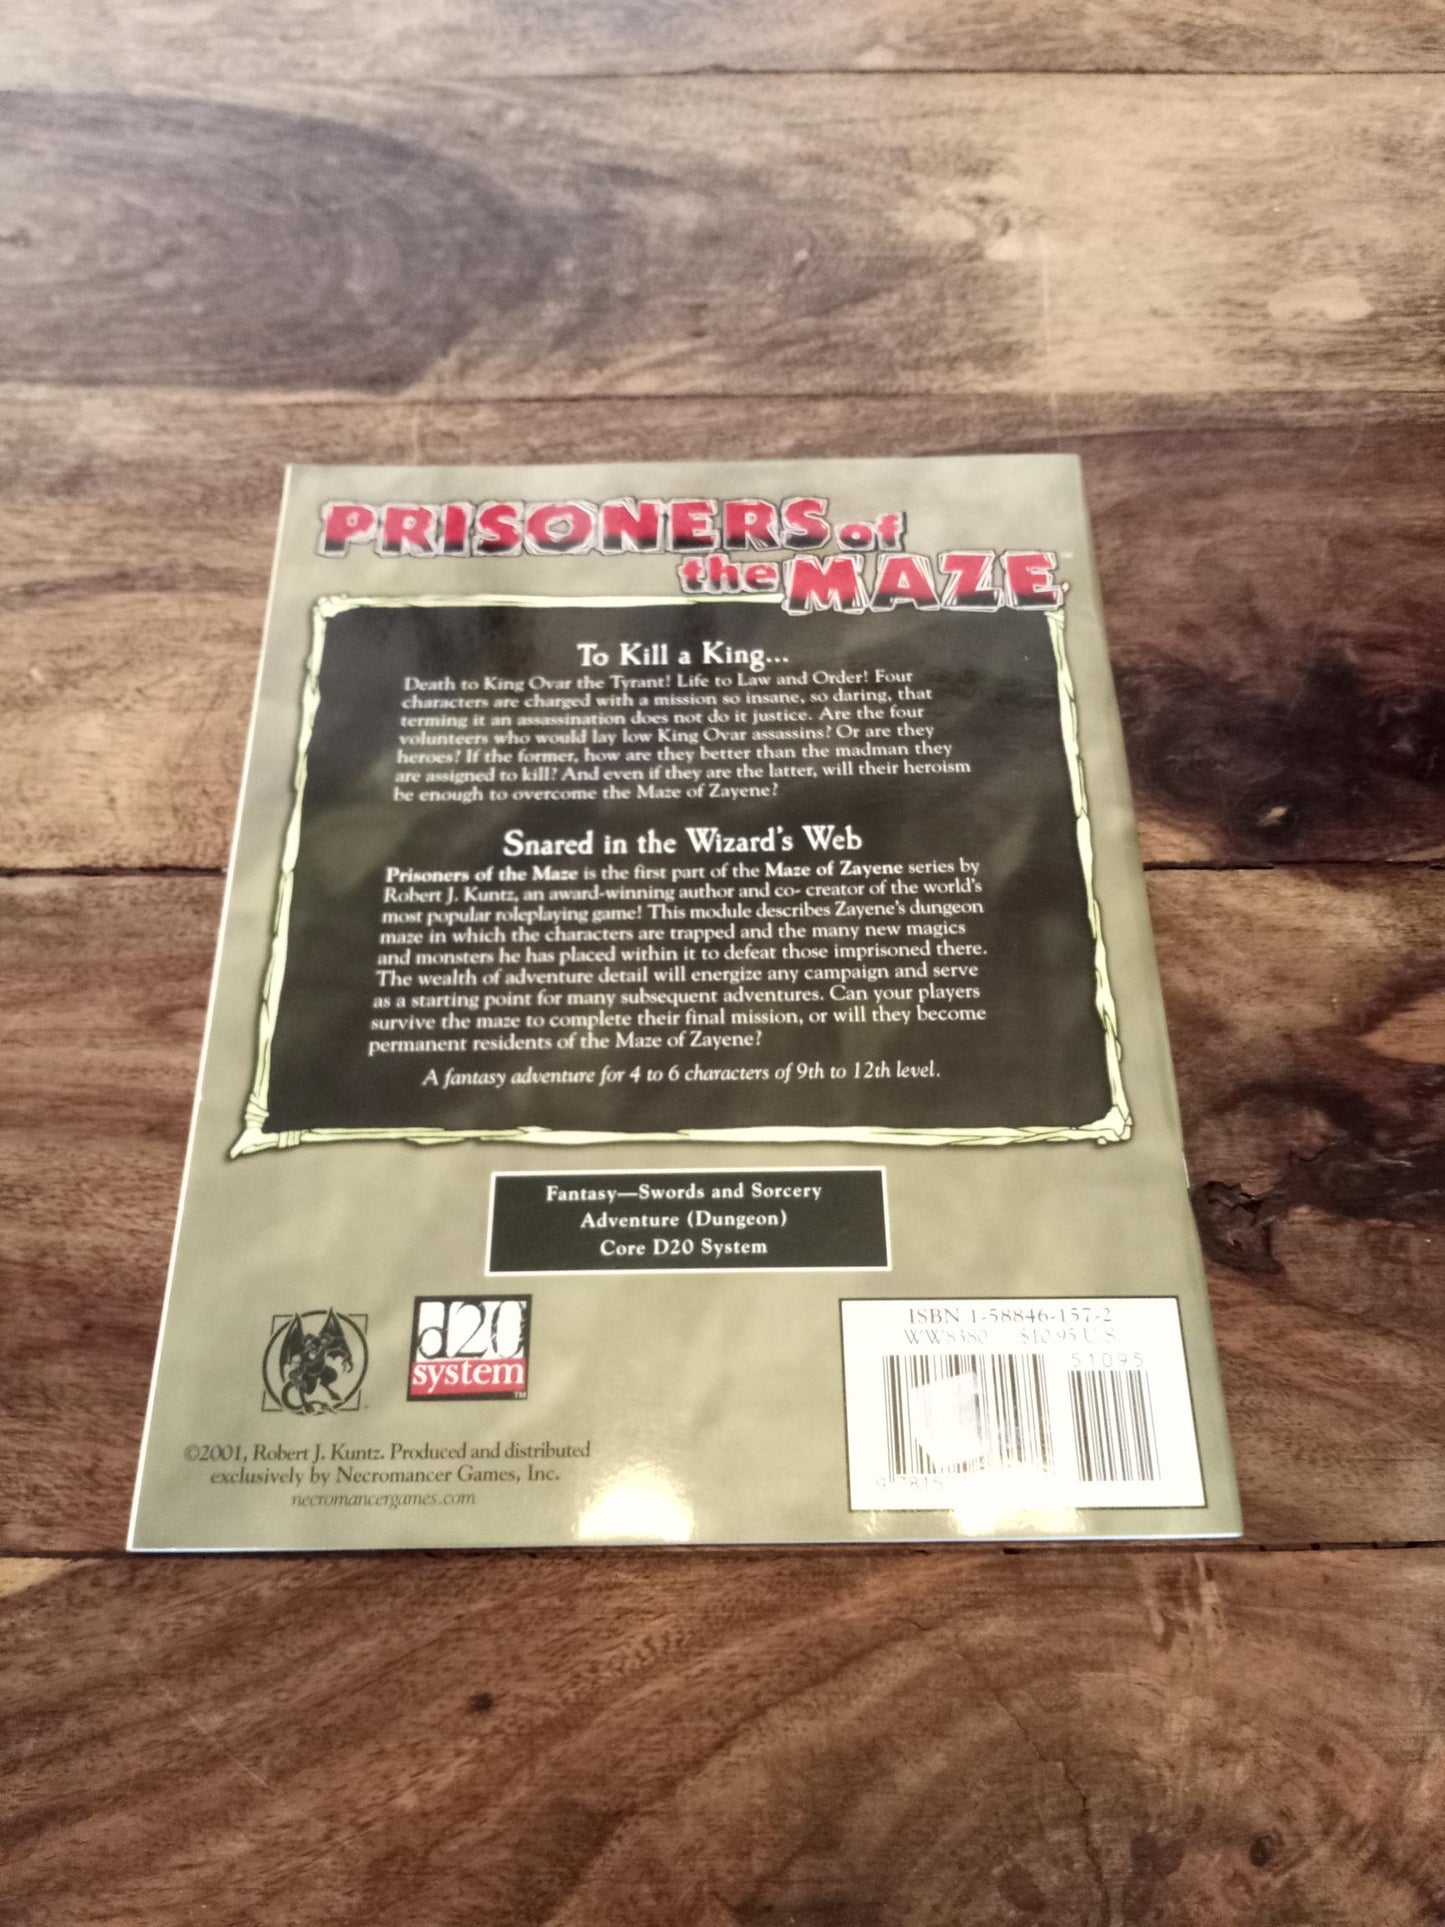 PRISONERS of
the MAZE
To Kill a King...
Death to King Ovar the Tyrant! Life to Law and Order! Four
characters are charged with a mission so insane, so daring, that
terming it an assassination does not do it justice. Are the four
volunteers who would lay low King Ovar assassins? Or are they
heroes? If the former, how are they better than the madman they
are assigned to kill? And even if they are the latter, will their heroism
be enough to overcome the Maze of Zayene?
Snared in the Wizard's Web
Prisoners of the Maze is the first part of the Maze of Zayene series by
Robert J. Kuntz, an award-winning author and co- creator of the world's
most popular roleplaying game! This module describes Zayene's dungeon
maze in which the characters are trapped and the many new magics
and monsters he has placed within it to defeat those imprisoned there.
The wealth of adventure detail will energize any campaign and serve
as a starting point for many subsequent adventures. Can your players
survive the maze to complete their final mission, or will they become
permanent residents of the Maze of Zayene?
A fantasy adventure for 4 to 6 characters of 9th to 12th level.
Fantasy—Swords and Sorcery
Adventure (Dungeon)
Core D20 System
d20
system™
©2001, Robert J. Kuntz. Produced and distributed
exclusively by Necromancer Games, Inc.
necromancergames.com
ISBN 1-58846-157-2
WW8380 $10.95 U.S.
51095
9 7815